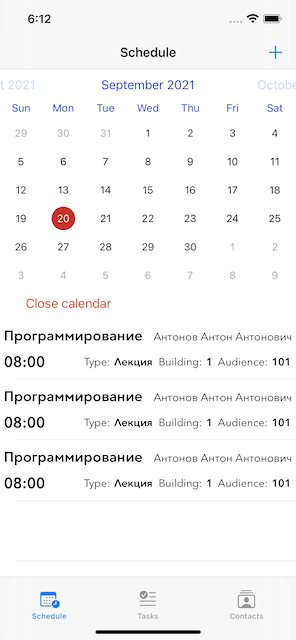 6:12
Schedule +
t 2021 September 2021 Octobe
Sun Mon Tue Wed Thu Fri Sat
29 30 31 1 2 3 4
5 6 7 8 9 10 11
12 13 14 15 16 17 18
19 20 21 22 23 24 25
26 27 28 29 30 1 2
3 4 5 6 7 8 9
Close calendar
Программирование Антонов Антон Антонович
08:00 Type: Лекция Building: 1 Audience: 101
Программирование Антонов Антон Антонович
08:00 Type: Лекция Building: 1 Audience: 101
Программирование Антонов Антон Антонович
08:00 Type: Лекция Building: 1 Audience: 101
Schedule Tasks Contacts